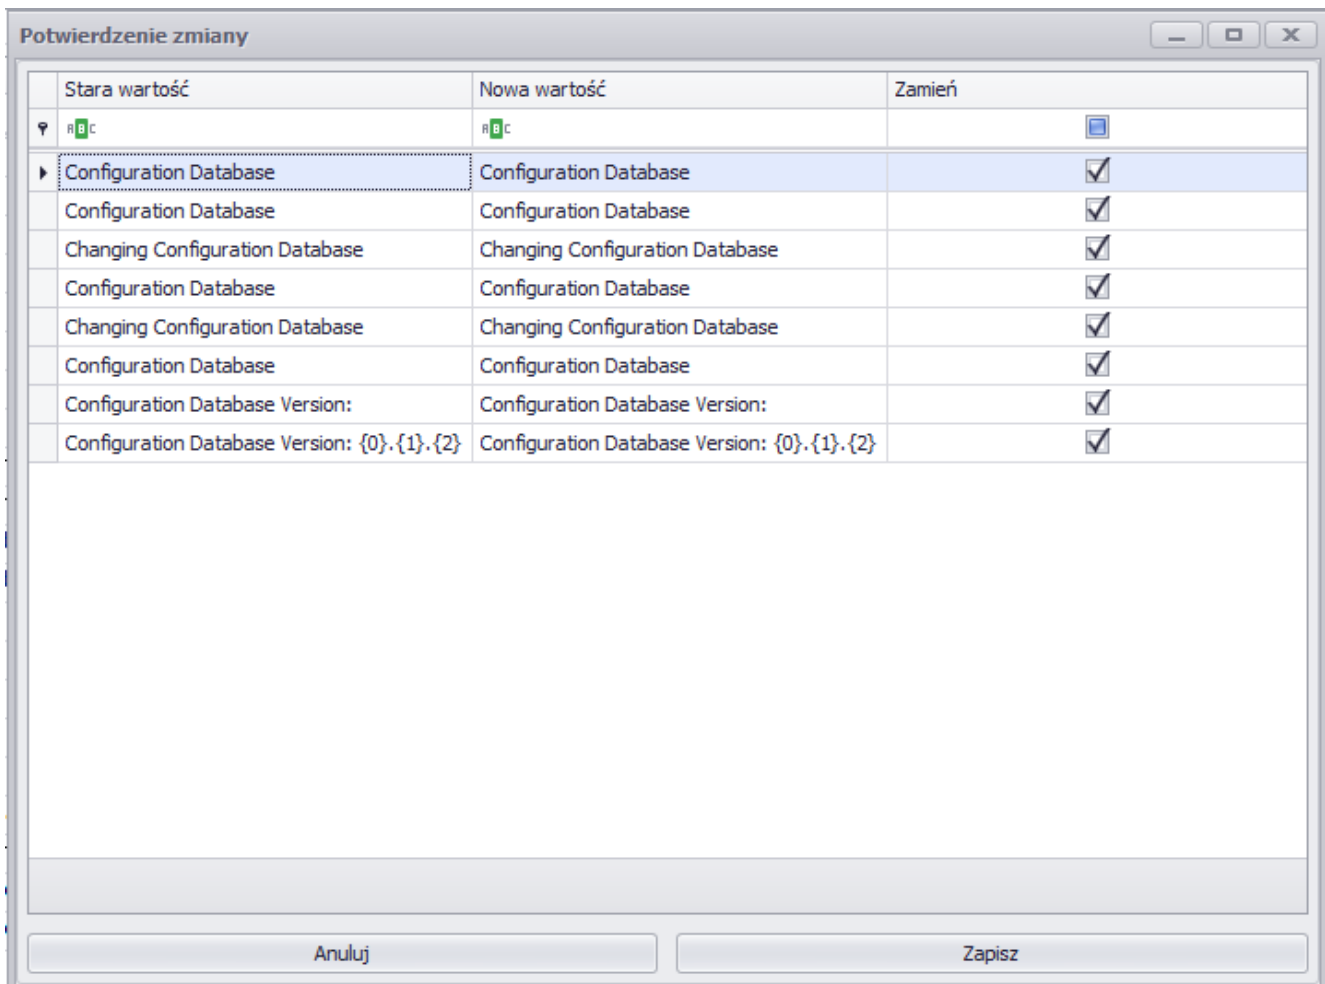 Potwierdzenie zmiany
Stara wartość Nowa wartość Zamień
ABC ABC
Configuration Database Configuration Database
Configuration Database Configuration Database
Changing Configuration Database Changing Configuration Database
Configuration Database Configuration Database
Changing Configuration Database Changing Configuration Database
Configuration Database Configuration Database
Configuration Database Version: Configuration Database Version:
Configuration Database Version: {0}.{1}.{2} Configuration Database Version: {0}.{1}.{2}
Anuluj Zapisz